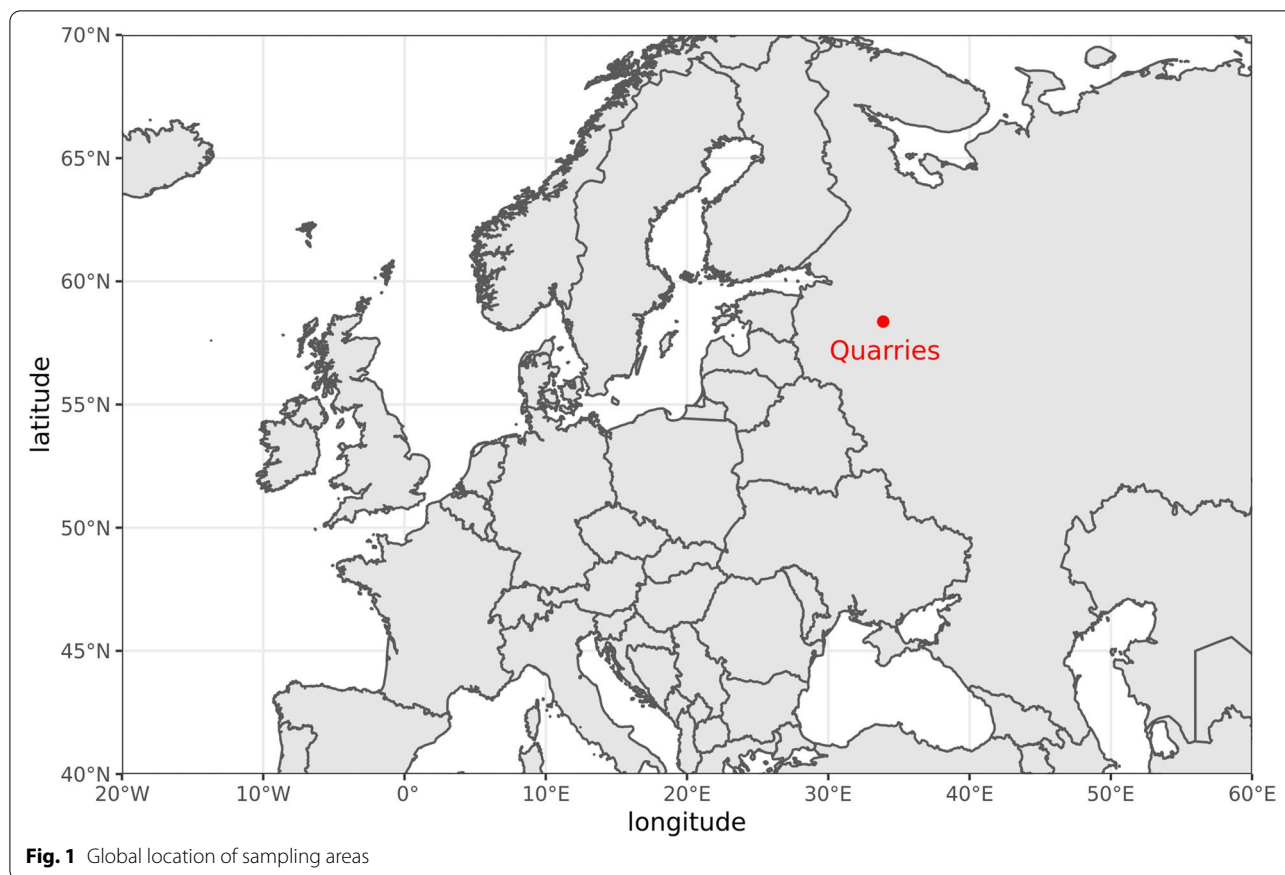 70°N
65°N
60°N
55°N
50°N
45°N
40°N
latitude
Quarries
20°W 10°W 0° 10°E 20°E 30°E 40°E 50°E 60°E
longitude
Fig. 1 Global location of sampling areas